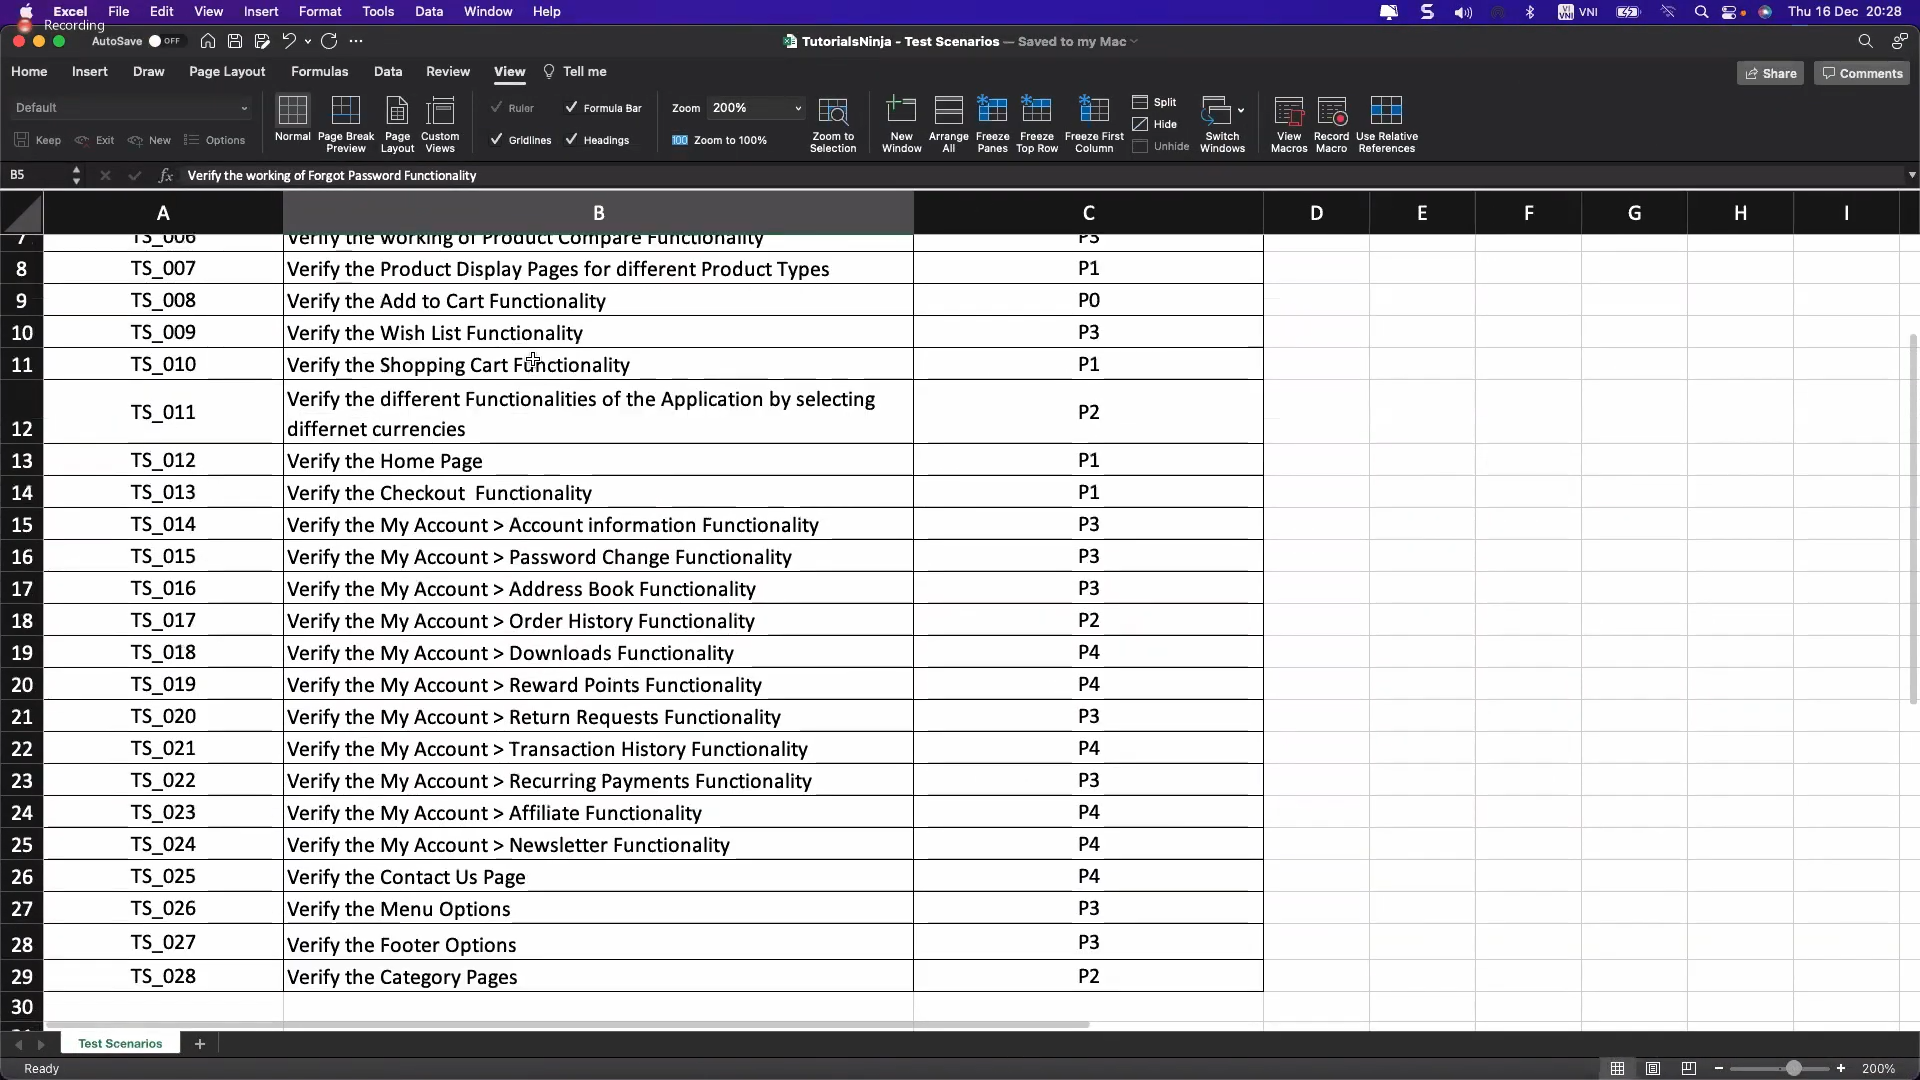 Excel File Edit View Insert Format Tools Data Window Help
VNI Thu 16 Dec 20:28
Recording
AutoSave OFF
TutorialsNinja - Test Scenarios — Saved to my Mac
Home Insert Draw Page Layout Formulas Data Review View Tell me
Share Comments
Default
Keep Exit New Options
Normal Page Break Preview Page Layout Custom Views
Ruler Formula Bar
Gridlines Headings
Zoom 200%
100 Zoom to 100%
Zoom to Selection
New Window Arrange All Freeze Panes Freeze Top Row Freeze First Column
Split
Hide
Unhide
Switch Windows
View Macros Record Macro Use Relative References
B5 fx Verify the working of Forgot Password Functionality
A B C D E F G H I
7 TS_006 Verify the working of Product Compare Functionality P3
8 TS_007 Verify the Product Display Pages for different Product Types P1
9 TS_008 Verify the Add to Cart Functionality P0
10 TS_009 Verify the Wish List Functionality P3
11 TS_010 Verify the Shopping Cart Functionality P1
12 TS_011 Verify the different Functionalities of the Application by selecting
differnet currencies P2
13 TS_012 Verify the Home Page P1
14 TS_013 Verify the Checkout  Functionality P1
15 TS_014 Verify the My Account > Account information Functionality P3
16 TS_015 Verify the My Account > Password Change Functionality P3
17 TS_016 Verify the My Account > Address Book Functionality P3
18 TS_017 Verify the My Account > Order History Functionality P2
19 TS_018 Verify the My Account > Downloads Functionality P4
20 TS_019 Verify the My Account > Reward Points Functionality P4
21 TS_020 Verify the My Account > Return Requests Functionality P3
22 TS_021 Verify the My Account > Transaction History Functionality P4
23 TS_022 Verify the My Account > Recurring Payments Functionality P3
24 TS_023 Verify the My Account > Affiliate Functionality P4
25 TS_024 Verify the My Account > Newsletter Functionality P4
26 TS_025 Verify the Contact Us Page P4
27 TS_026 Verify the Menu Options P3
28 TS_027 Verify the Footer Options P3
29 TS_028 Verify the Category Pages P2
30
Test Scenarios
Ready 200%